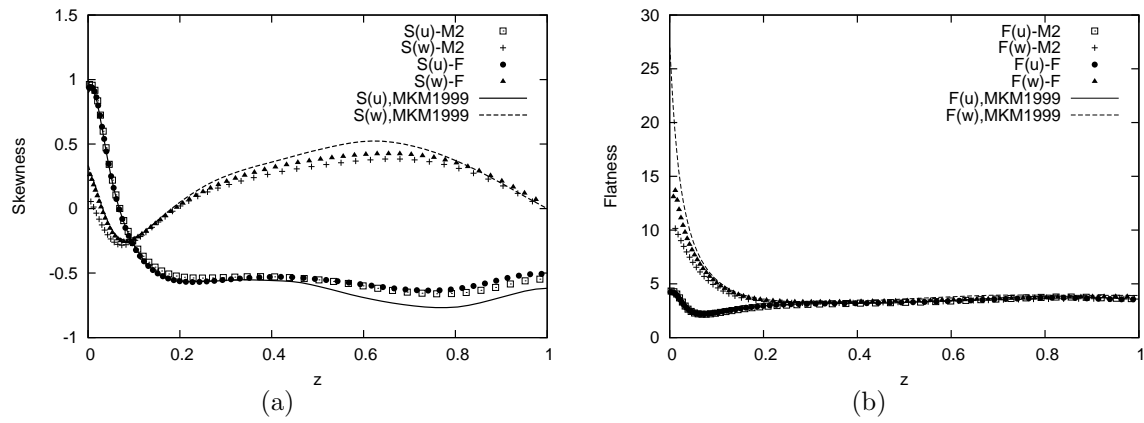 1.5
1
0.5
0
-0.5
-1
Skewness
S(u)-M2
S(w)-M2
S(u)-F
S(w)-F
S(u),MKM1999
S(w),MKM1999
0 0.2 0.4 0.6 0.8 1
z
(a)
30
25
20
15
10
5
0
Flatness
F(u)-M2
F(w)-M2
F(u)-F
F(w)-F
F(u),MKM1999
F(w),MKM1999
0 0.2 0.4 0.6 0.8 1
z
(b)